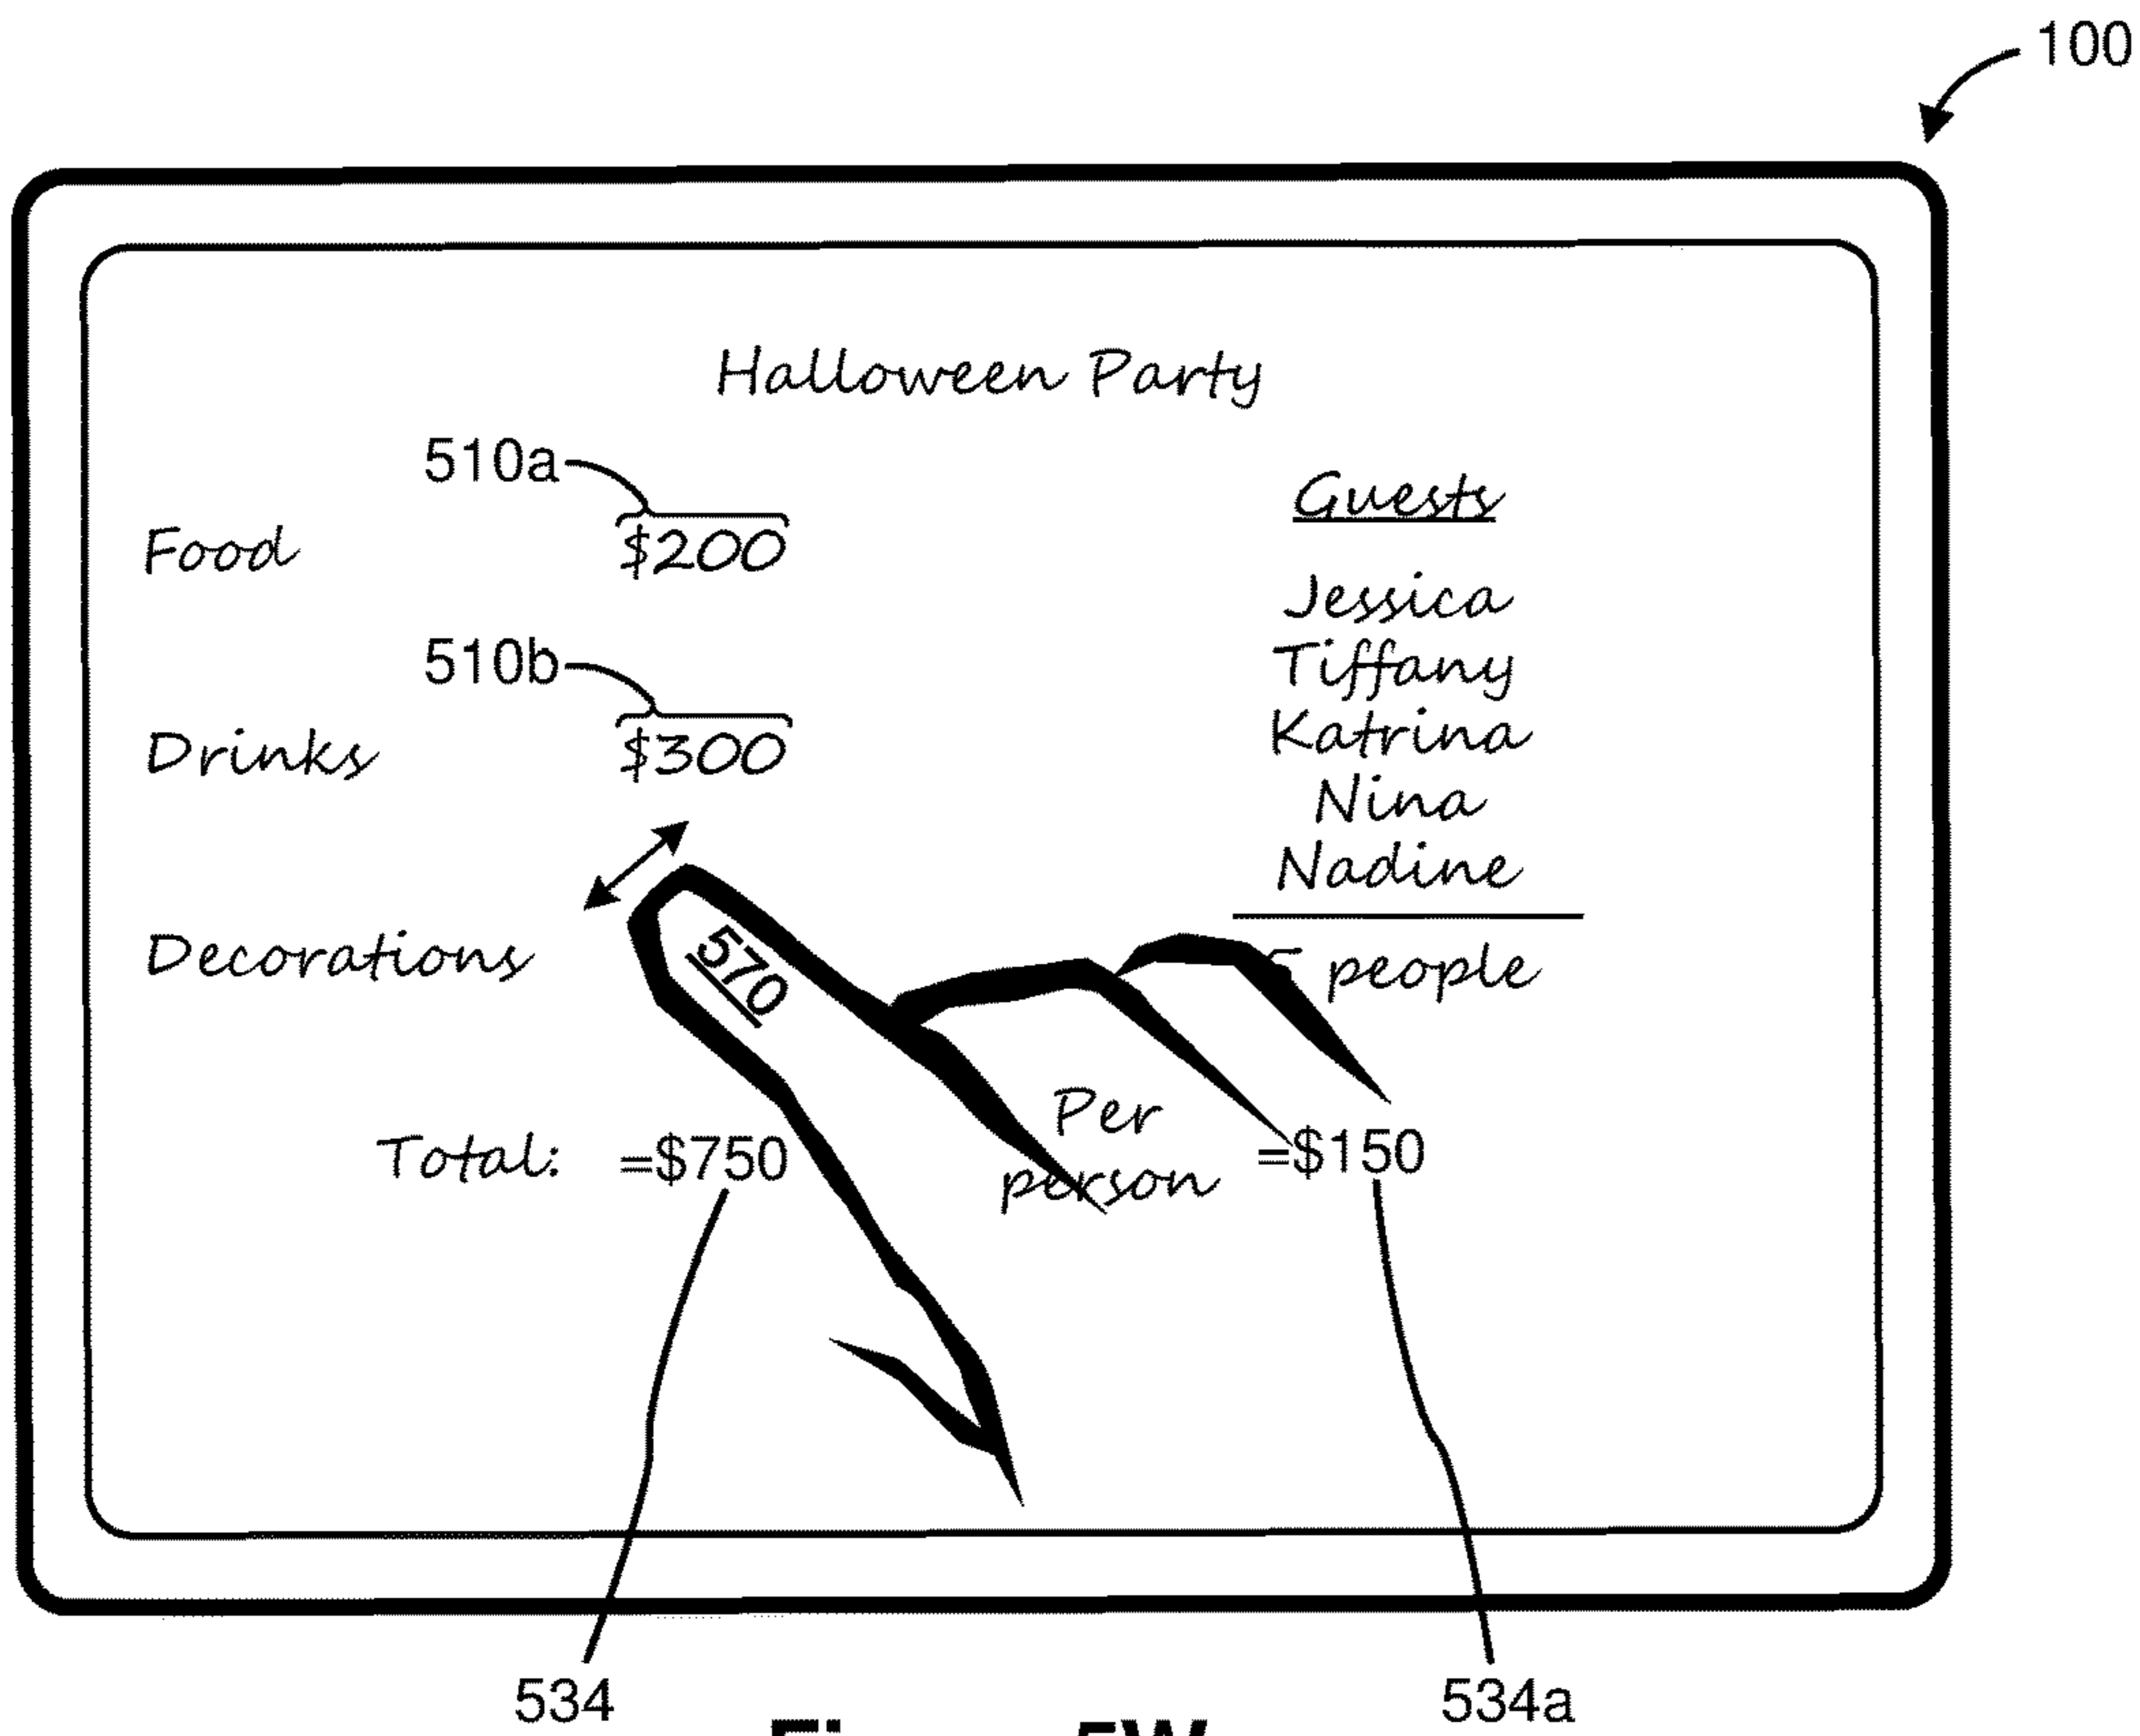 100
Halloween Party
510a
Guests
Food $200
Jessica
510b
Tiffany
Drinks $300
Katrina
Nina
Nadine
Decorations
570
people
Total: =$750
Per person =$150
534
534a